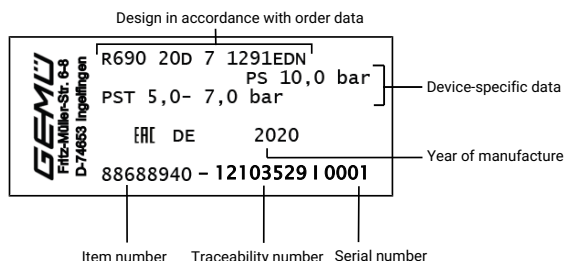 Design in accordance with order data
GEMÜ
Fritz-Müller-Str. 6-8
D-74653 Ingelfingen
R690 20D 7 1291EDN
PS 10,0 bar
PST 5,0- 7,0 bar
Device-specific data
EAC DE 2020
Year of manufacture
88688940 - 12103529 I 0001
Item number Traceability number Serial number